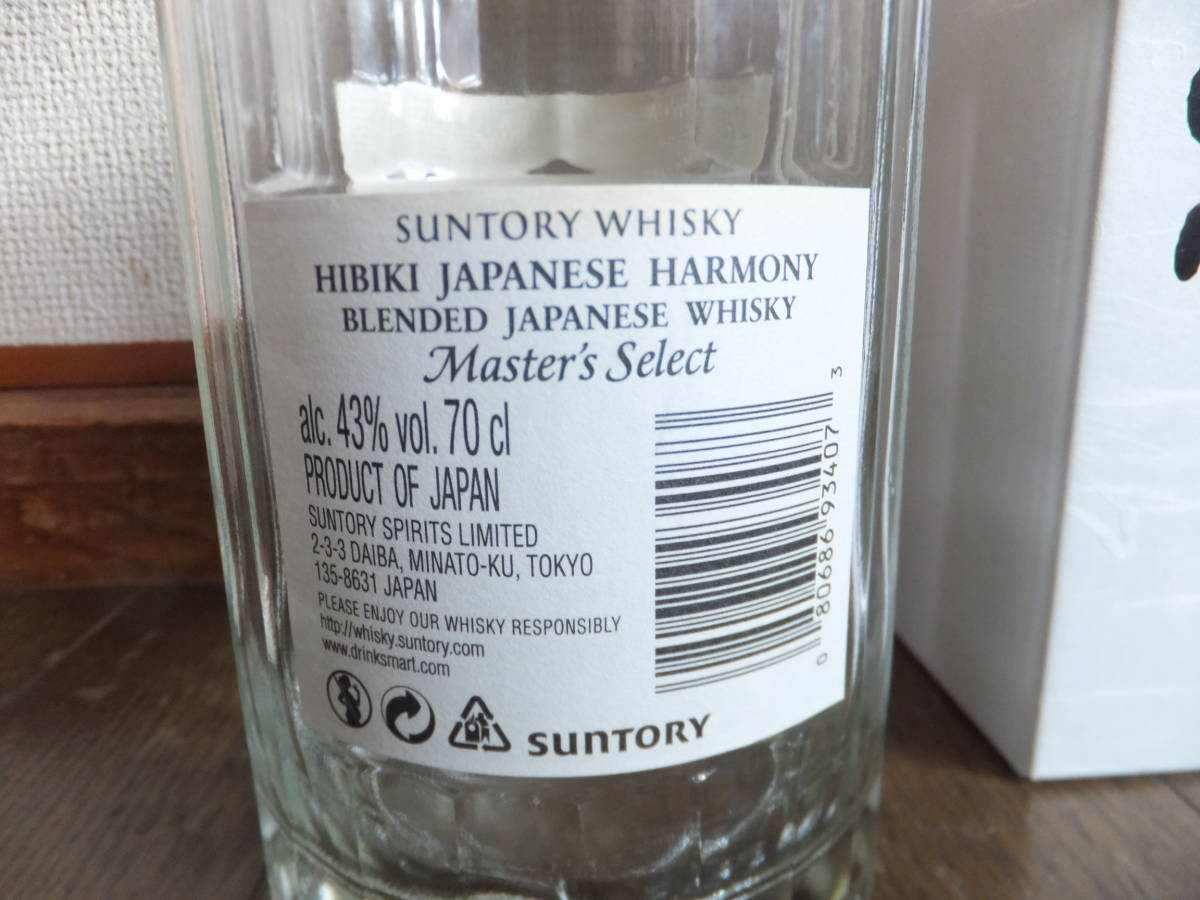 SUNTORY WHISKY
HIBIKI JAPANESE HARMONY
BLENDED JAPANESE WHISKY
Master's Select
alc. 43% vol. 70 cl
PRODUCT OF JAPAN
SUNTORY SPIRITS LIMITED
2-3-3 DAIBA, MINATO-KU, TOKYO
135-8631 JAPAN
PLEASE ENJOY OUR WHISKY RESPONSIBLY
http://whisky.suntory.com
www.drinksmart.com
0 80686 93407 3
SUNTORY